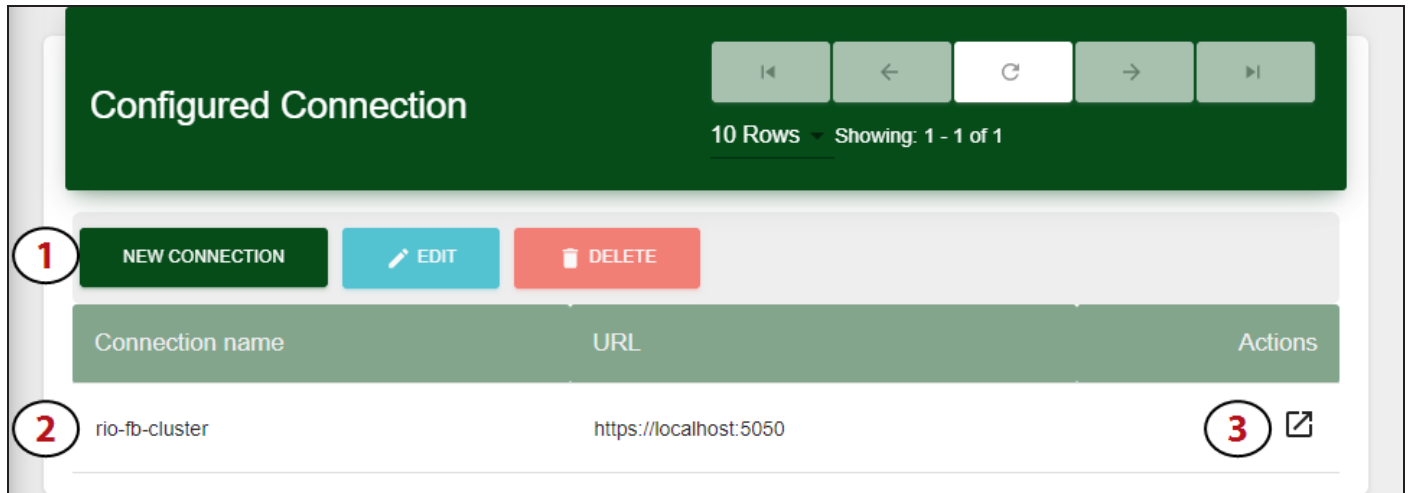 Configured Connection
10 Rows Showing: 1 - 1 of 1
1 NEW CONNECTION EDIT DELETE
Connection name URL Actions
2 rio-fb-cluster https://localhost:5050 3